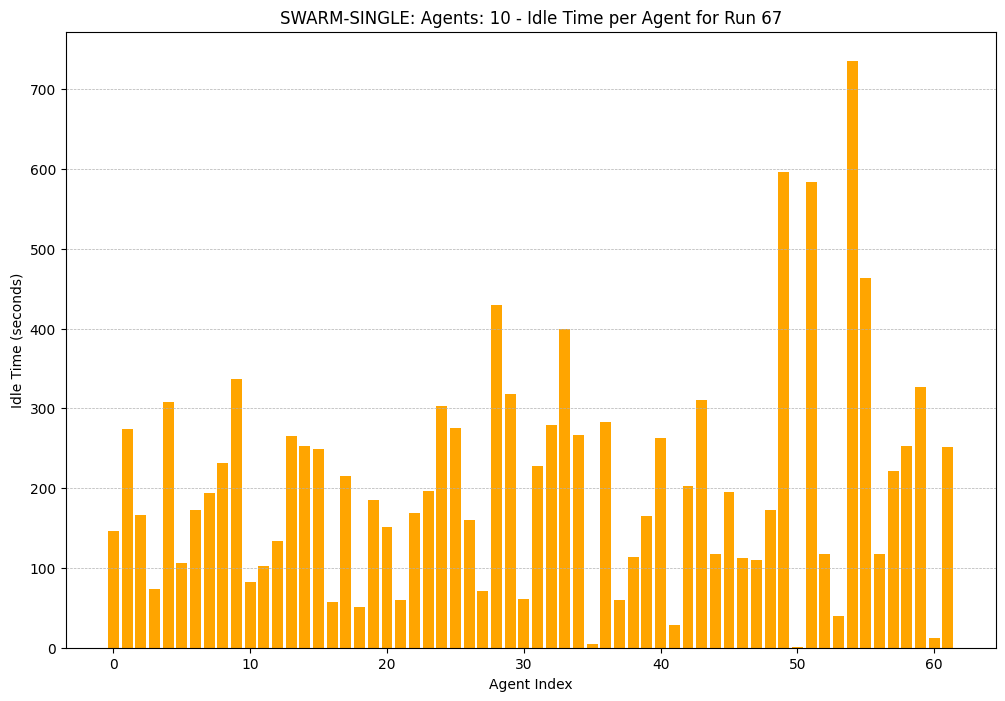 SWARM-SINGLE: Agents: 10 - Idle Time per Agent for Run 67
700
600
500
400
300
200
100
0
Idle Time (seconds)
0 10 20 30 40 50 60
Agent Index